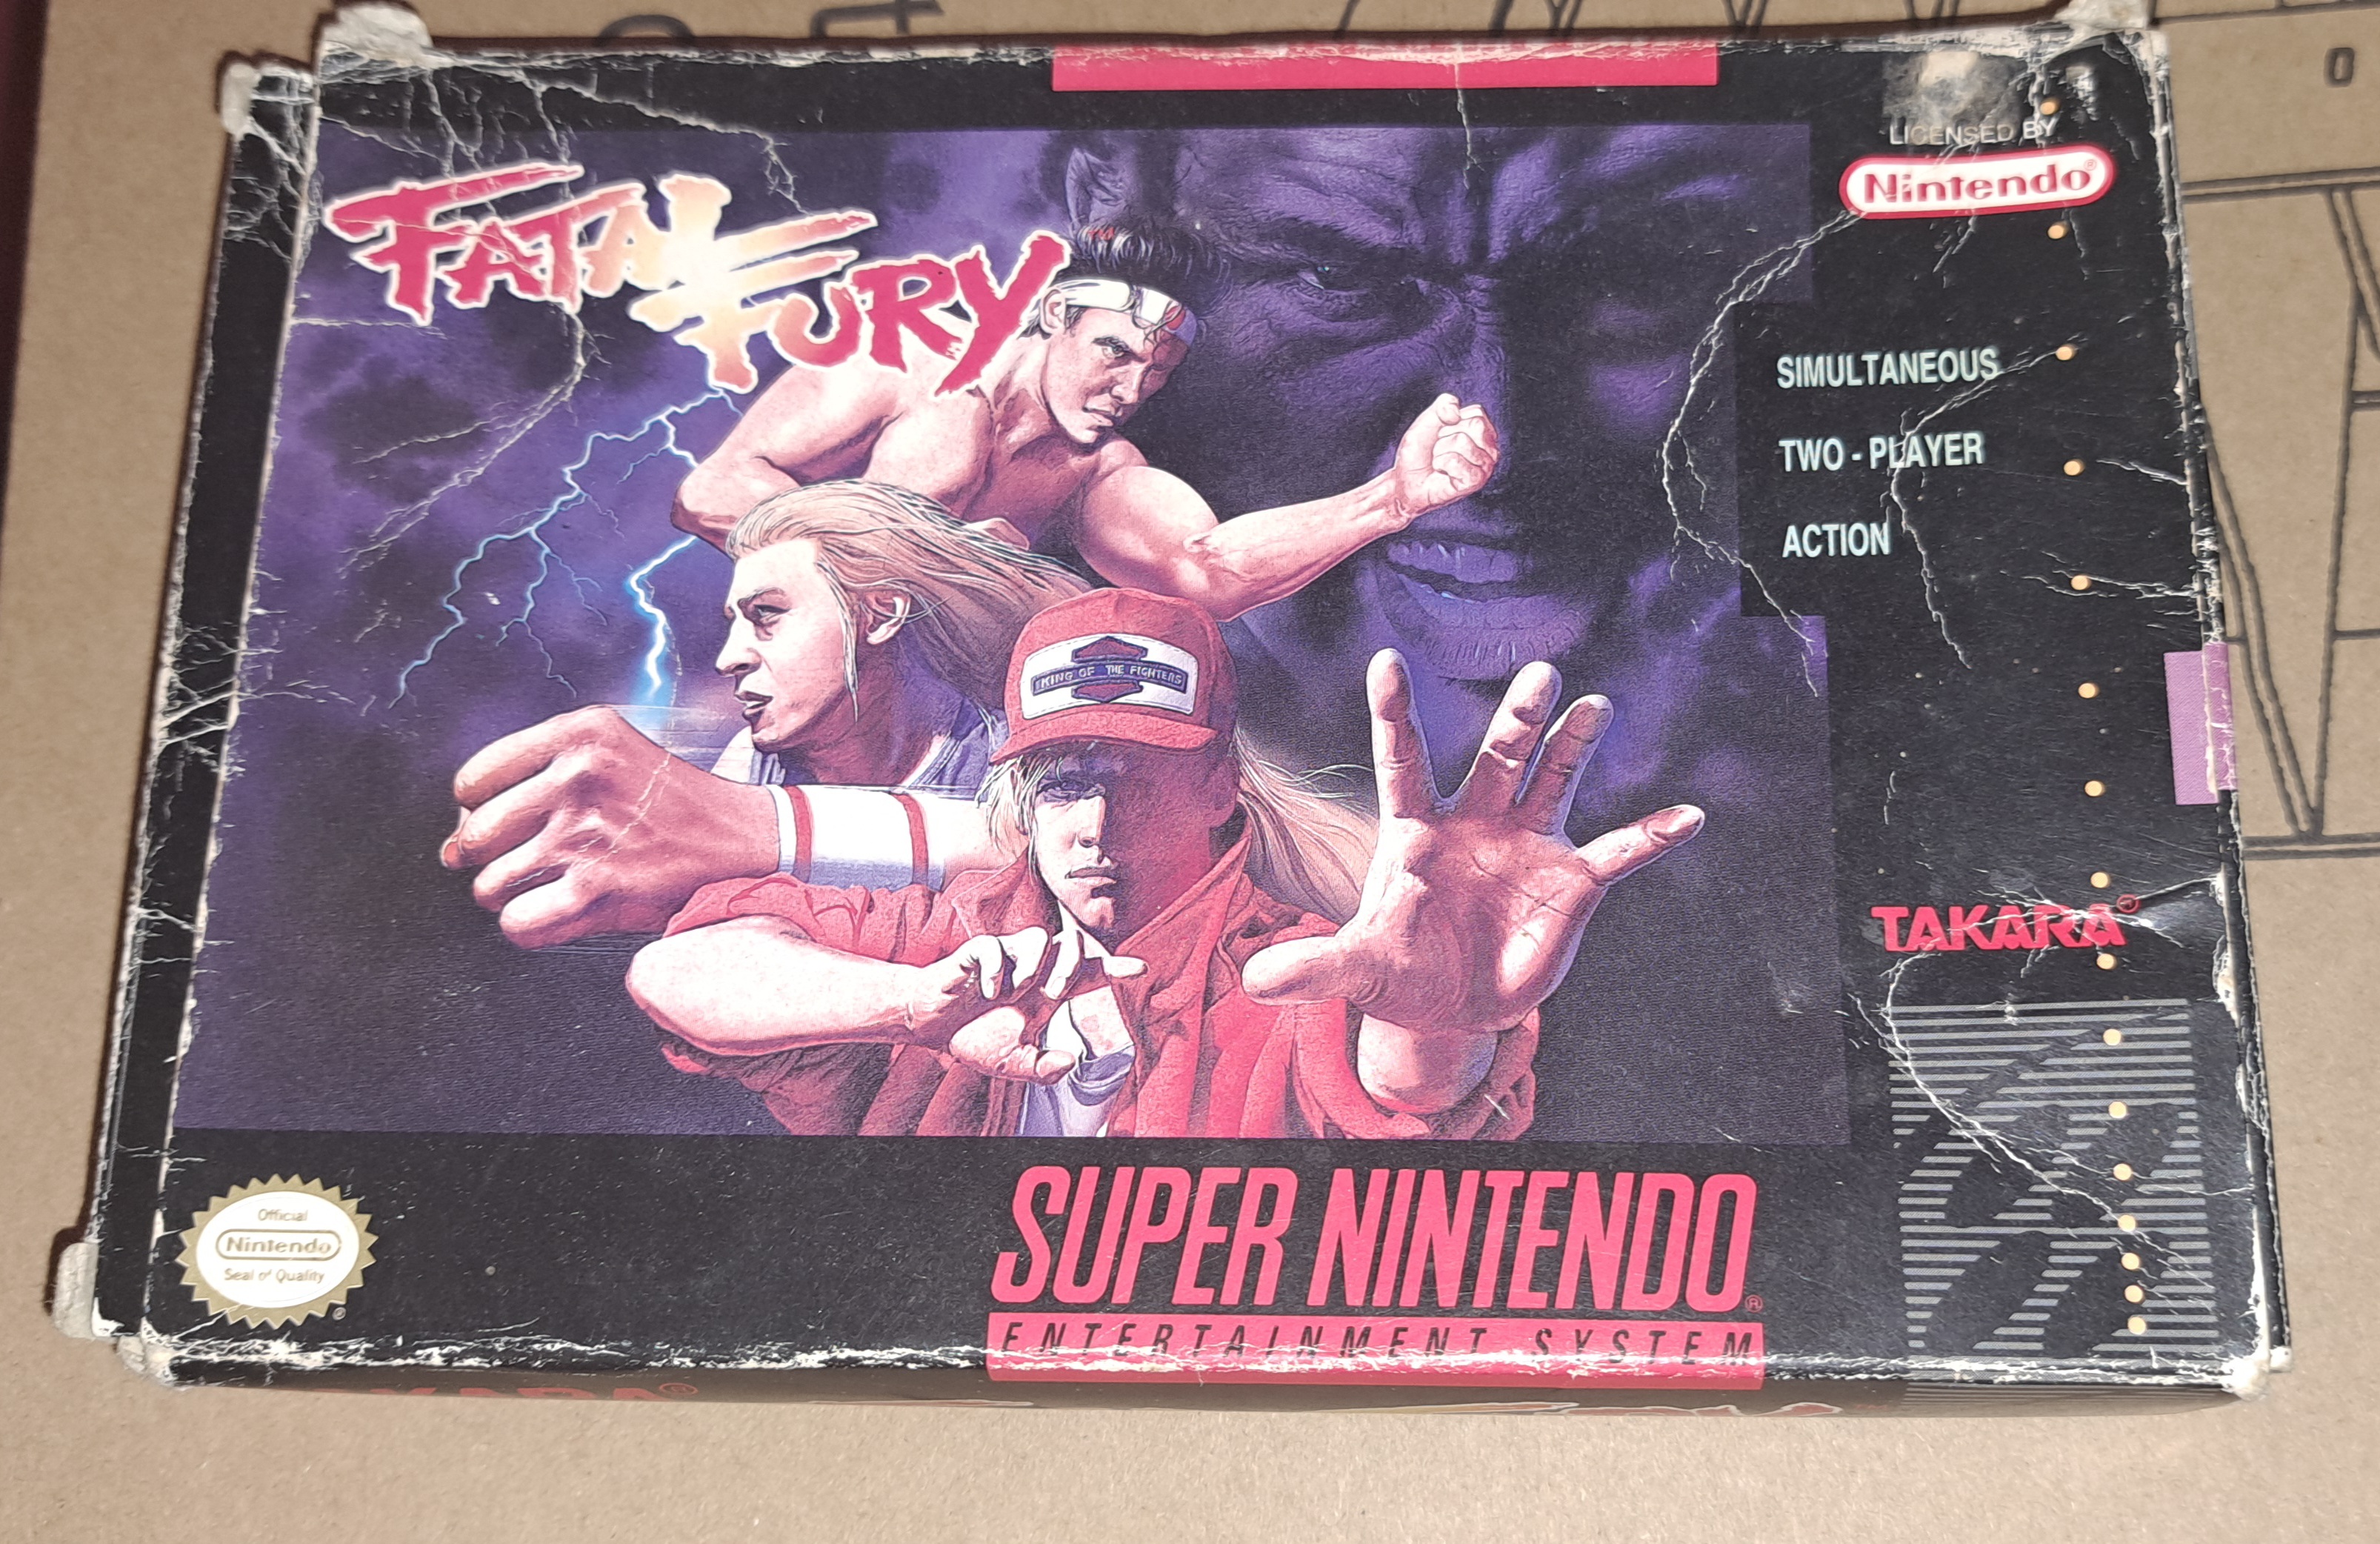 FATAL FURY
LICENSED BY
Nintendo®
SIMULTANEOUS
TWO - PLAYER
ACTION
KING OF THE FIGHTERS
TAKARA®
Official
Nintendo
Seal of Quality
®
SUPER NINTENDO®
ENTERTAINMENT SYSTEM
TAKARA®